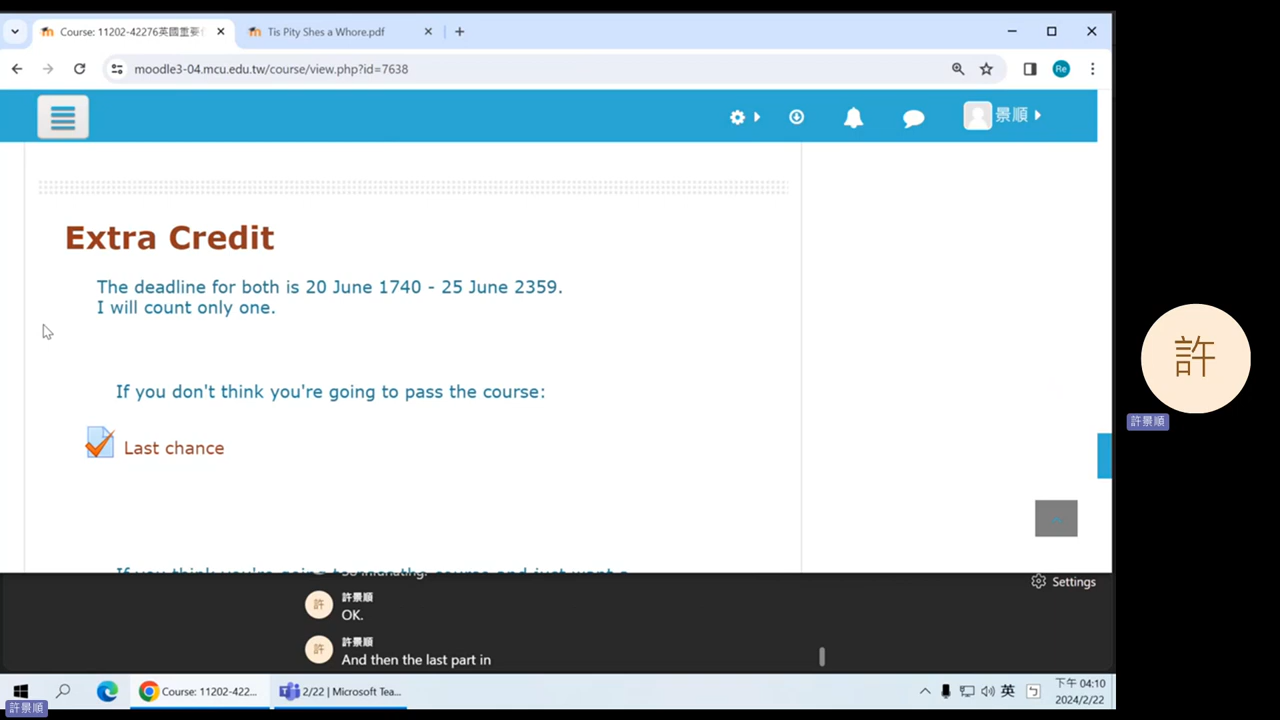 Course: 11202-42276英國重要
Tis Pity Shes a Whore.pdf
moodle3-04.mcu.edu.tw/course/view.php?id=7638
Re
景順
Extra Credit
The deadline for both is 20 June 1740 - 25 June 2359.
I will count only one.
If you don't think you're going to pass the course:
Last chance
許
許景順
Settings
許
許景順
OK.
許
許景順
And then the last part in
Course: 11202-422...
2/22 | Microsoft Tea...
英
下午 04:10
2024/2/22
許景順